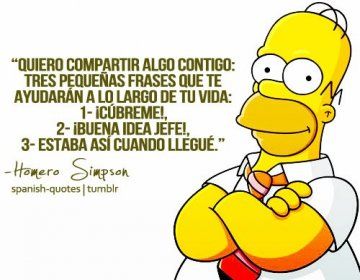 “QUIERO COMPARTIR ALGO CONTIGO:
TRES PEQUEÑAS FRASES QUE TE
AYUDARÁN A LO LARGO DE TU VIDA:
1- ¡CÚBREME!,
2- ¡BUENA IDEA JEFE!,
3- ESTABA ASÍ CUANDO LLEGUÉ.”
-Homero Simpson
spanish-quotes | tumblr